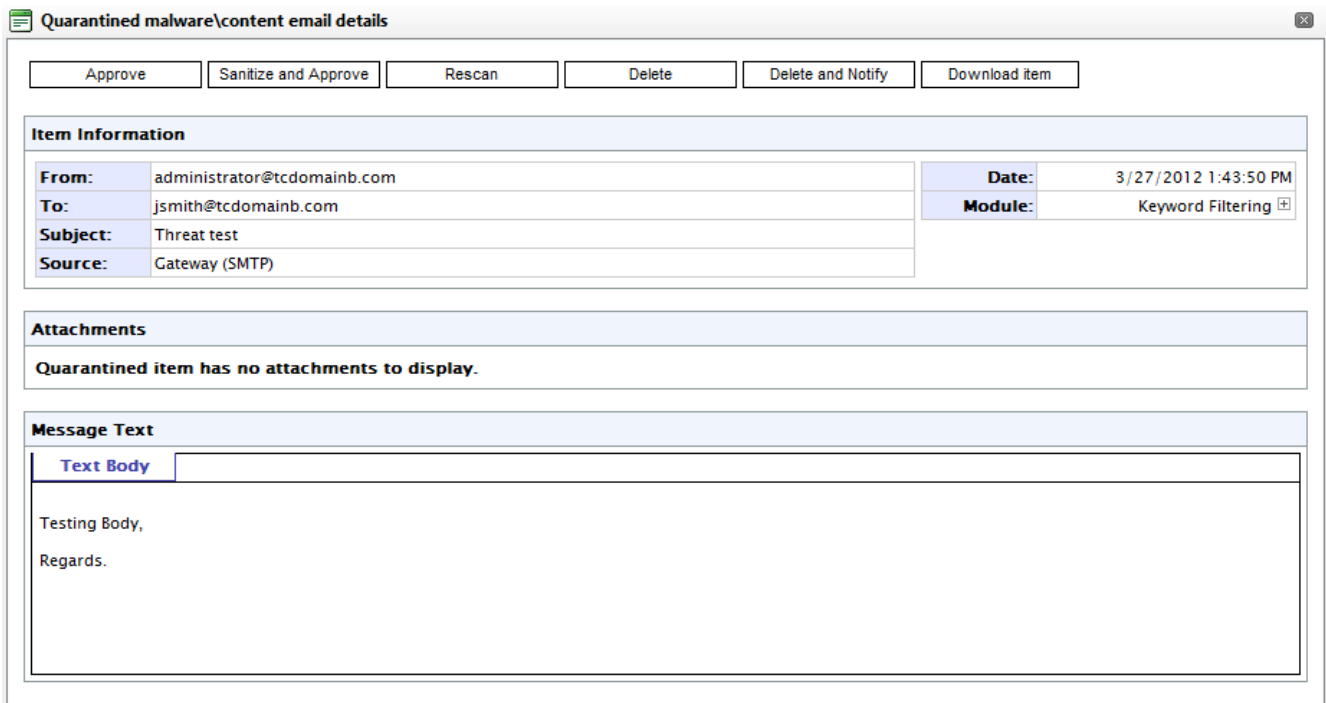 Quarantined malware\content email details
Approve Sanitize and Approve Rescan Delete Delete and Notify Download item
Item Information
From: administrator@tcdomainb.com Date: 3/27/2012 1:43:50 PM
To: jsmith@tcdomainb.com Module: Keyword Filtering
Subject: Threat test
Source: Gateway (SMTP)
Attachments
Quarantined item has no attachments to display.
Message Text
Text Body
Testing Body,
Regards.